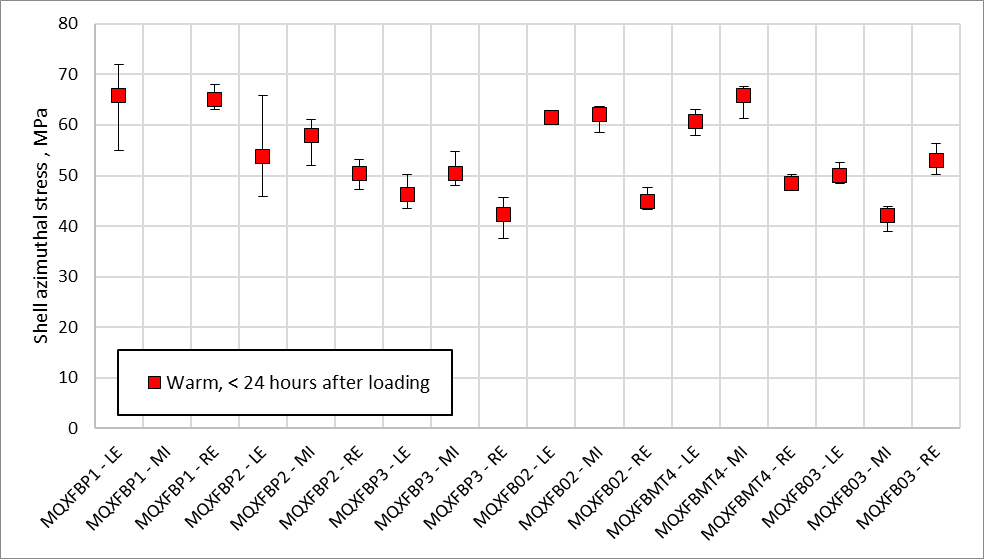 80
70
60
50
40
30
20
10
0
Shell azimuthal stress , MPa
Warm, < 24 hours after loading
MQXFBP1 - LE
MQXFBP1 - MI
MQXFBP1 - RE
MQXFBP2 - LE
MQXFBP2 - MI
MQXFBP2 - RE
MQXFBP3 - LE
MQXFBP3 - MI
MQXFBP3 - RE
MQXFB02 - LE
MQXFB02 - MI
MQXFB02 - RE
MQXFBMT4 - LE
MQXFBMT4- MI
MQXFBMT4 - RE
MQXFB03 - LE
MQXFB03 - MI
MQXFB03 - RE